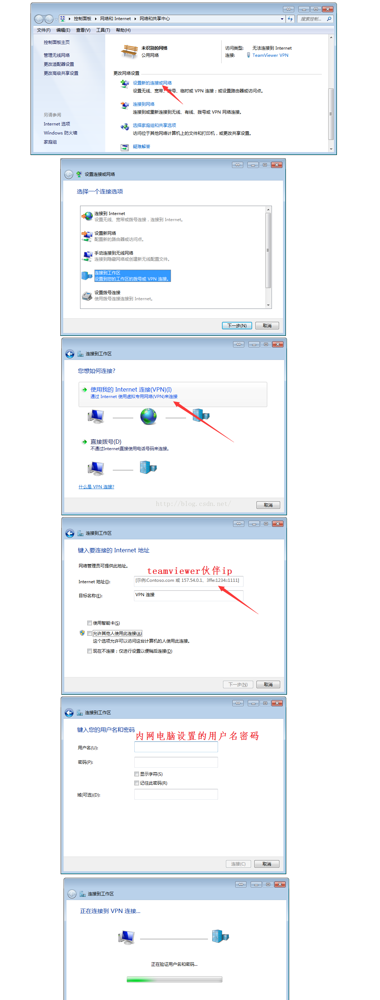 控制面板 ▸ 网络和 Internet ▸ 网络和共享中心
搜索控制...
文件(F) 编辑(E) 查看(V) 工具(T) 帮助(H)
控制面板主页
管理无线网络
更改适配器设置
更改高级共享设置
另请参阅
Internet 选项
Windows 防火墙
家庭组
未识别的网络
公用网络
访问类型: 无法连接到 Internet
连接: TeamViewer VPN
更改网络设置
设置新的连接或网络
设置无线、宽带、拨号、临时或 VPN 连接；或设置路由器或访问点。
连接到网络
连接到或重新连接到无线、有线、拨号或 VPN 网络连接。
选择家庭组和共享选项
访问位于其他网络计算机上的文件和打印机，或更改共享设置。
疑难解答
设置连接或网络
选择一个连接选项
连接到 Internet
设置无线、宽带或拨号连接，连接到 Internet。
设置新网络
配置新的路由器或访问点。
手动连接到无线网络
连接到隐藏网络或创建新无线配置文件。
连接到工作区
设置到您的工作区的拨号或 VPN 连接。
设置拨号连接
使用拨号连接连接到 Internet。
下一步(N) 取消
连接到工作区
您想如何连接?
使用我的 Internet 连接(VPN)(I)
通过 Internet 使用虚拟专用网络(VPN)来连接
直接拨号(D)
不通过Internet直接使用电话号码来连接。
什么是 VPN 连接?
http://blog.csdn.net/
取消
连接到工作区
键入要连接的 Internet 地址
网络管理员可提供此地址。
teamviewer伙伴ip
Internet 地址(I): [示例:Contoso.com 或 157.54.0.1、3ffe:1234::1111]
目标名称(E): VPN 连接
使用智能卡(S)
允许其他人使用此连接(A)
这个选项允许可以访问这台计算机的人使用此连接。
现在不连接；仅进行设置以便稍后连接(D)
下一步(N) 取消
连接到工作区
键入您的用户名和密码
内网电脑设置的用户名密码
用户名(U):
密码(P):
显示字符(S)
记住此密码(R)
域(可选)(D):
连接(C) 取消
连接到工作区
正在连接到 VPN 连接...
正在验证用户名和密码...